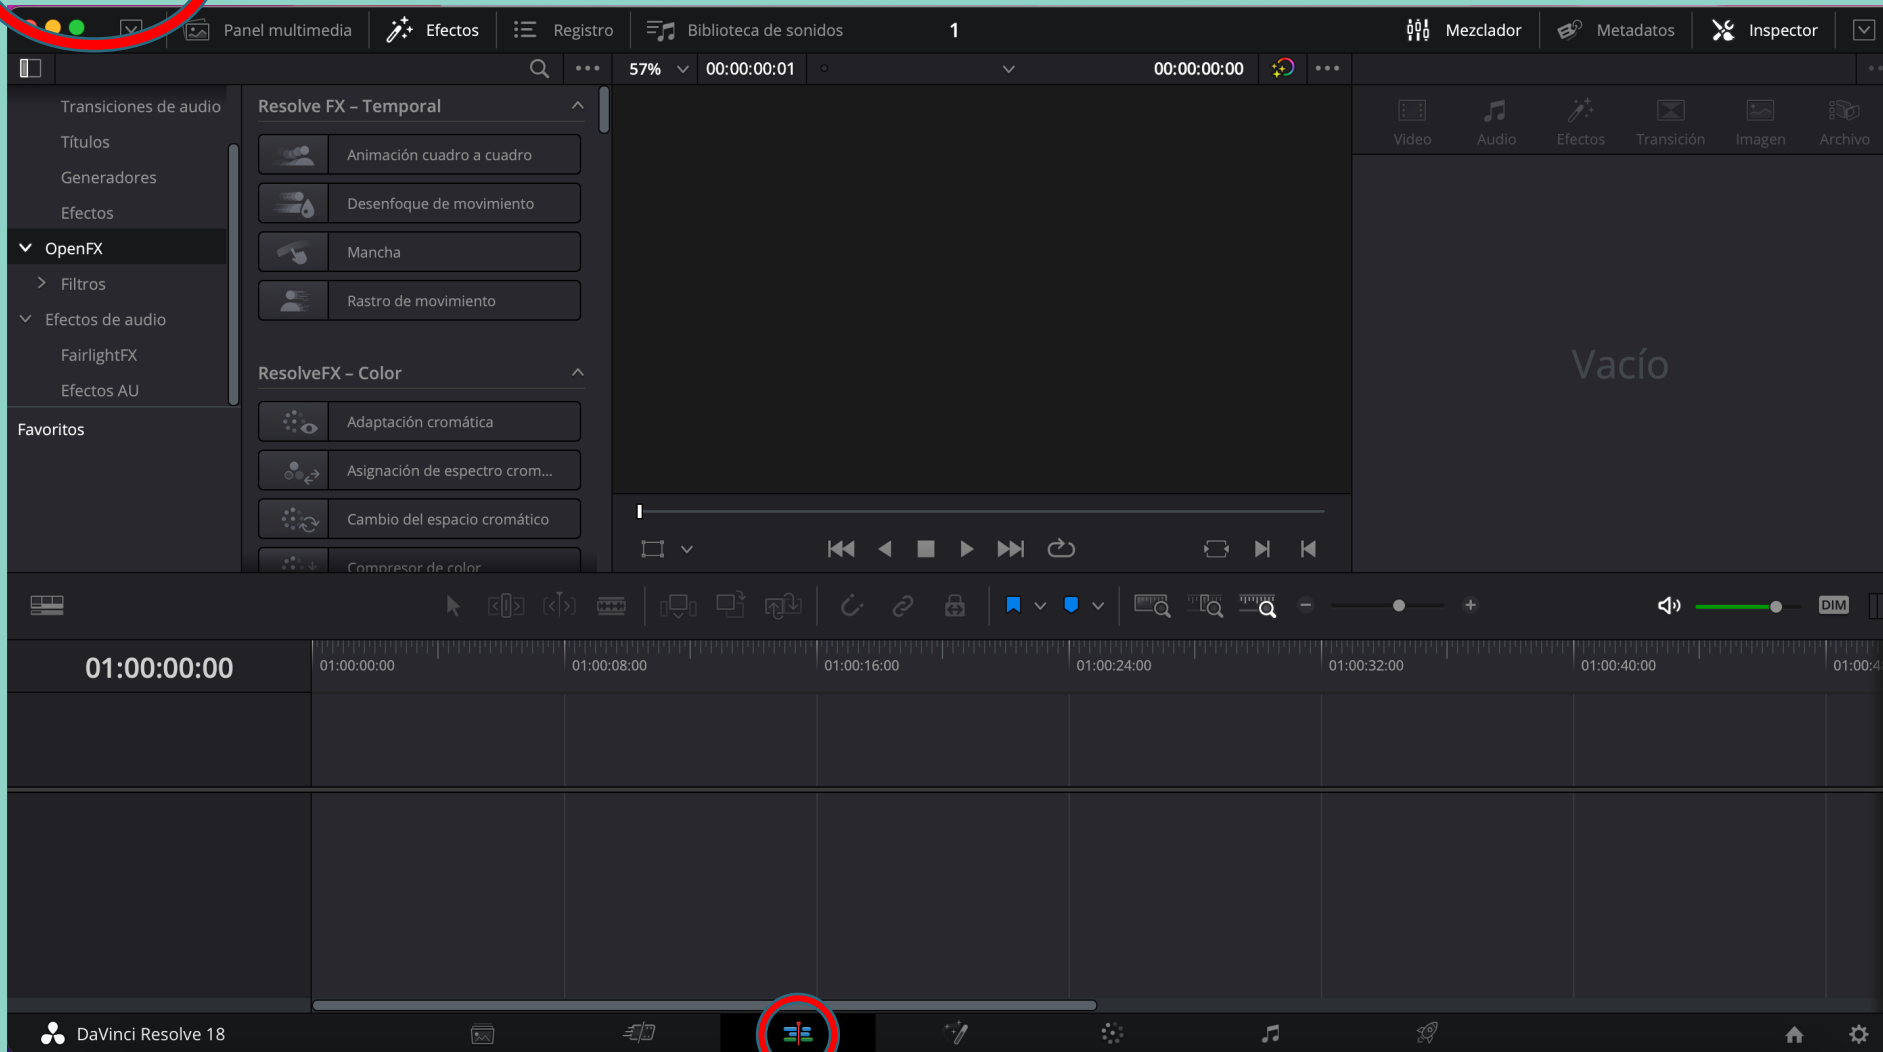 Panel multimedia Efectos Registro Biblioteca de sonidos 1 Mezclador Metadatos Inspector
57% 00:00:00:01 00:00:00:00
Transiciones de audio
Títulos
Generadores
Efectos
OpenFX
Filtros
Efectos de audio
FairlightFX
Efectos AU
Favoritos
Resolve FX – Temporal
Animación cuadro a cuadro
Desenfoque de movimiento
Mancha
Rastro de movimiento
ResolveFX – Color
Adaptación cromática
Asignación de espectro crom...
Cambio del espacio cromático
Compresor de color
Video Audio Efectos Transición Imagen Archivo
Vacío
DIM
01:00:00:00
01:00:00:00 01:00:08:00 01:00:16:00 01:00:24:00 01:00:32:00 01:00:40:00 01:00:4
DaVinci Resolve 18